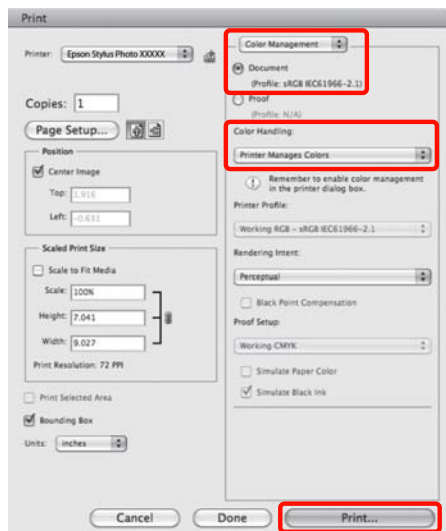 Print
Printer: Epson Stylus Photo XXXXX
Copies: 1
Page Setup...
Position
Center Image
Top: 1.916
Left: -0.631
Scaled Print Size
Scale to Fit Media
Scale: 100%
Height: 7.041
Width: 9.027
Print Resolution: 72 PPI
Print Selected Area
Bounding Box
Units: inches
Color Management
Document
(Profile: sRGB IEC61966-2.1)
Proof
(Profile: N/A)
Color Handling:
Printer Manages Colors
Remember to enable color management
in the printer dialog box.
Printer Profile:
Working RGB - sRGB IEC61966-2.1
Rendering Intent:
Perceptual
Black Point Compensation
Proof Setup:
Working CMYK
Simulate Paper Color
Simulate Black Ink
Cancel
Done
Print...